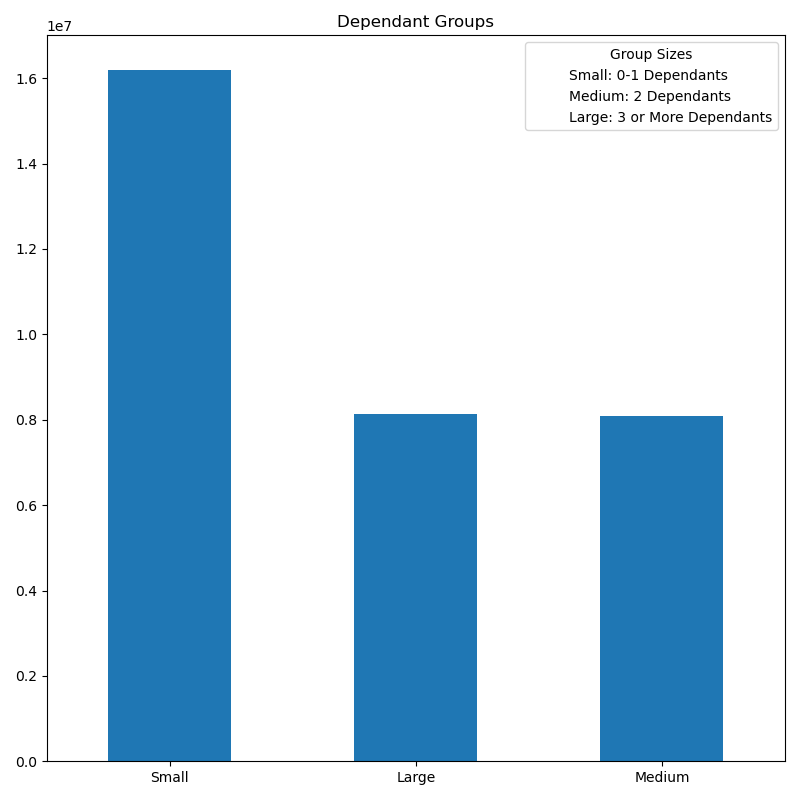 Dependant Groups
1e7
Group Sizes
Small: 0-1 Dependants
Medium: 2 Dependants
Large: 3 or More Dependants
1.6
1.4
1.2
1.0
0.8
0.6
0.4
0.2
0.0
Small Large Medium